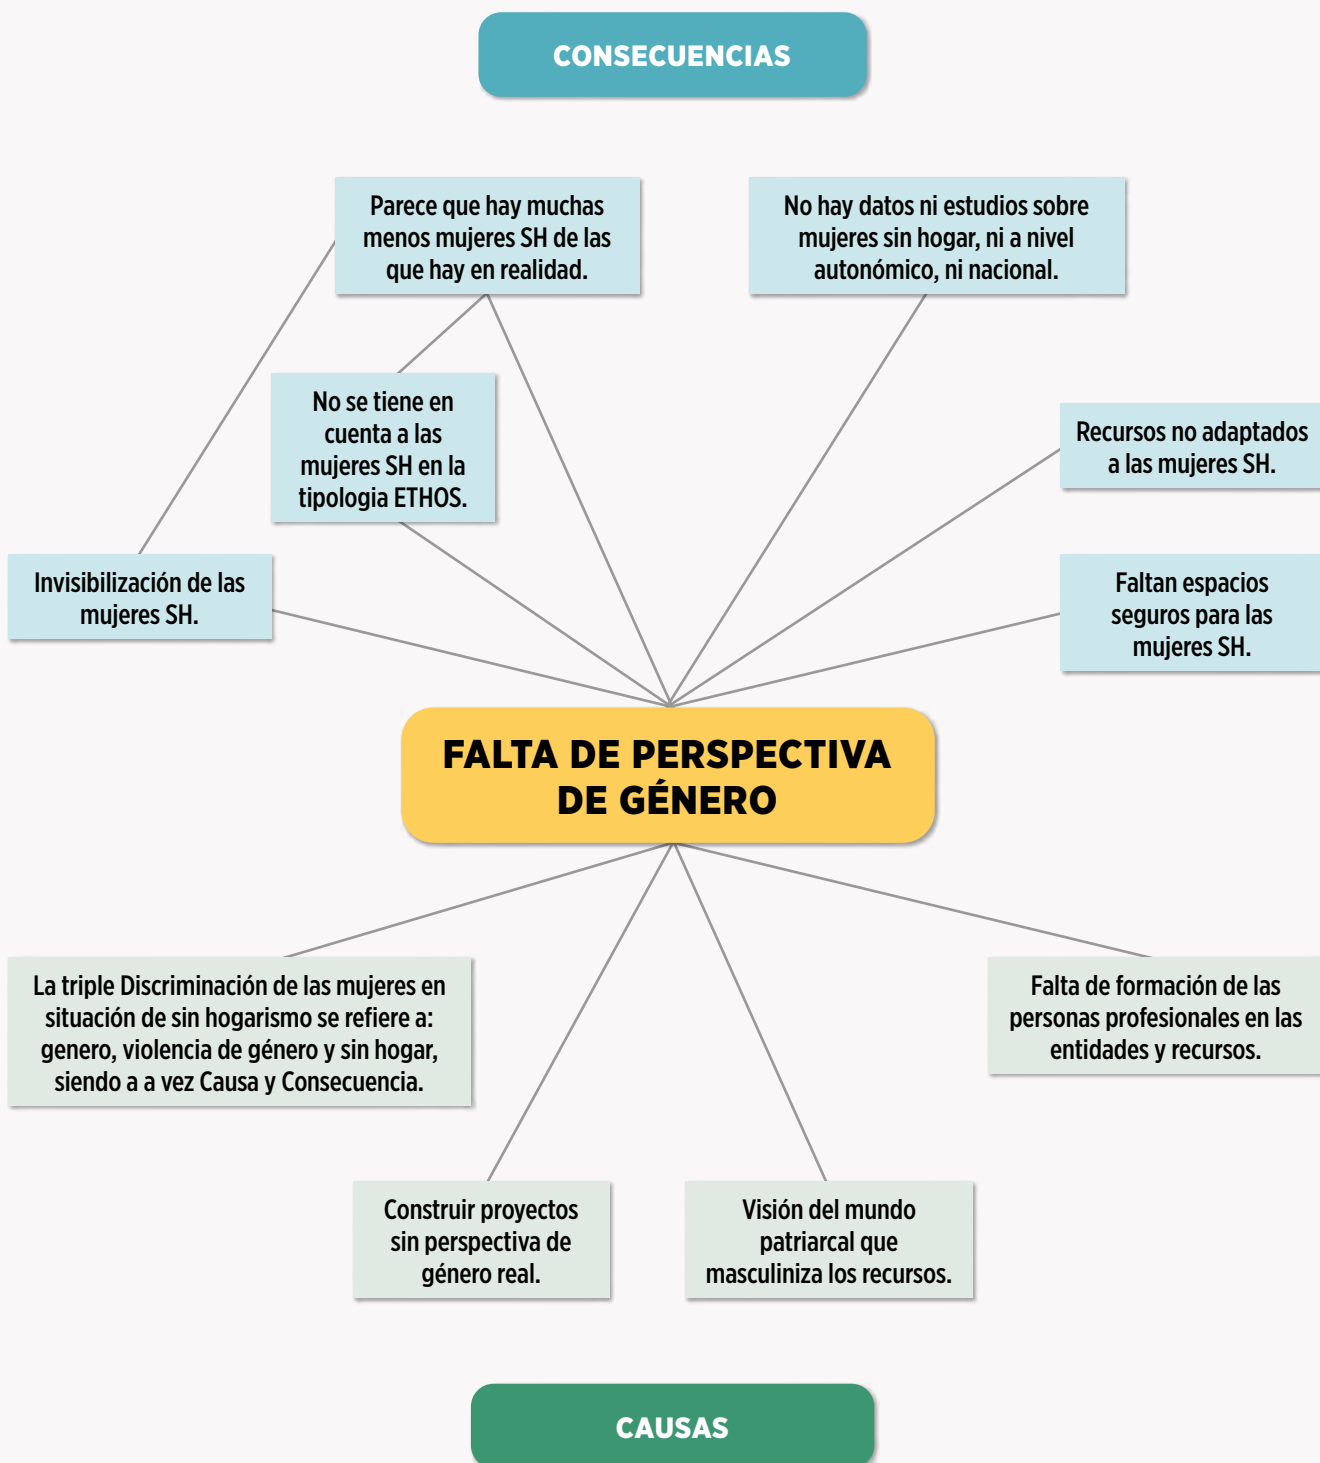 CONSECUENCIAS
Parece que hay muchas
menos mujeres SH de las
que hay en realidad.
No hay datos ni estudios sobre
mujeres sin hogar, ni a nivel
autonómico, ni nacional.
No se tiene en
cuenta a las
mujeres SH en la
tipologia ETHOS.
Recursos no adaptados
a las mujeres SH.
Invisibilización de las
mujeres SH.
Faltan espacios
seguros para las
mujeres SH.
FALTA DE PERSPECTIVA
DE GÉNERO
La triple Discriminación de las mujeres en
situación de sin hogarismo se refiere a:
genero, violencia de género y sin hogar,
siendo a a vez Causa y Consecuencia.
Falta de formación de las
personas profesionales en las
entidades y recursos.
Construir proyectos
sin perspectiva de
género real.
Visión del mundo
patriarcal que
masculiniza los recursos.
CAUSAS